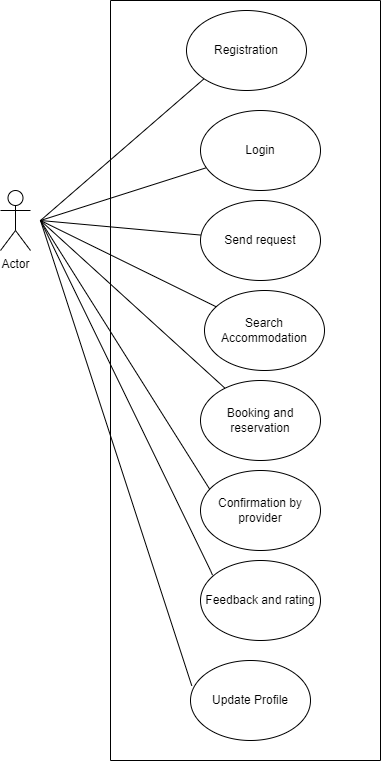 Registration
Login
Actor
Send request
Search
Accommodation
Booking and
reservation
Confirmation by
provider
Feedback and rating
Update Profile